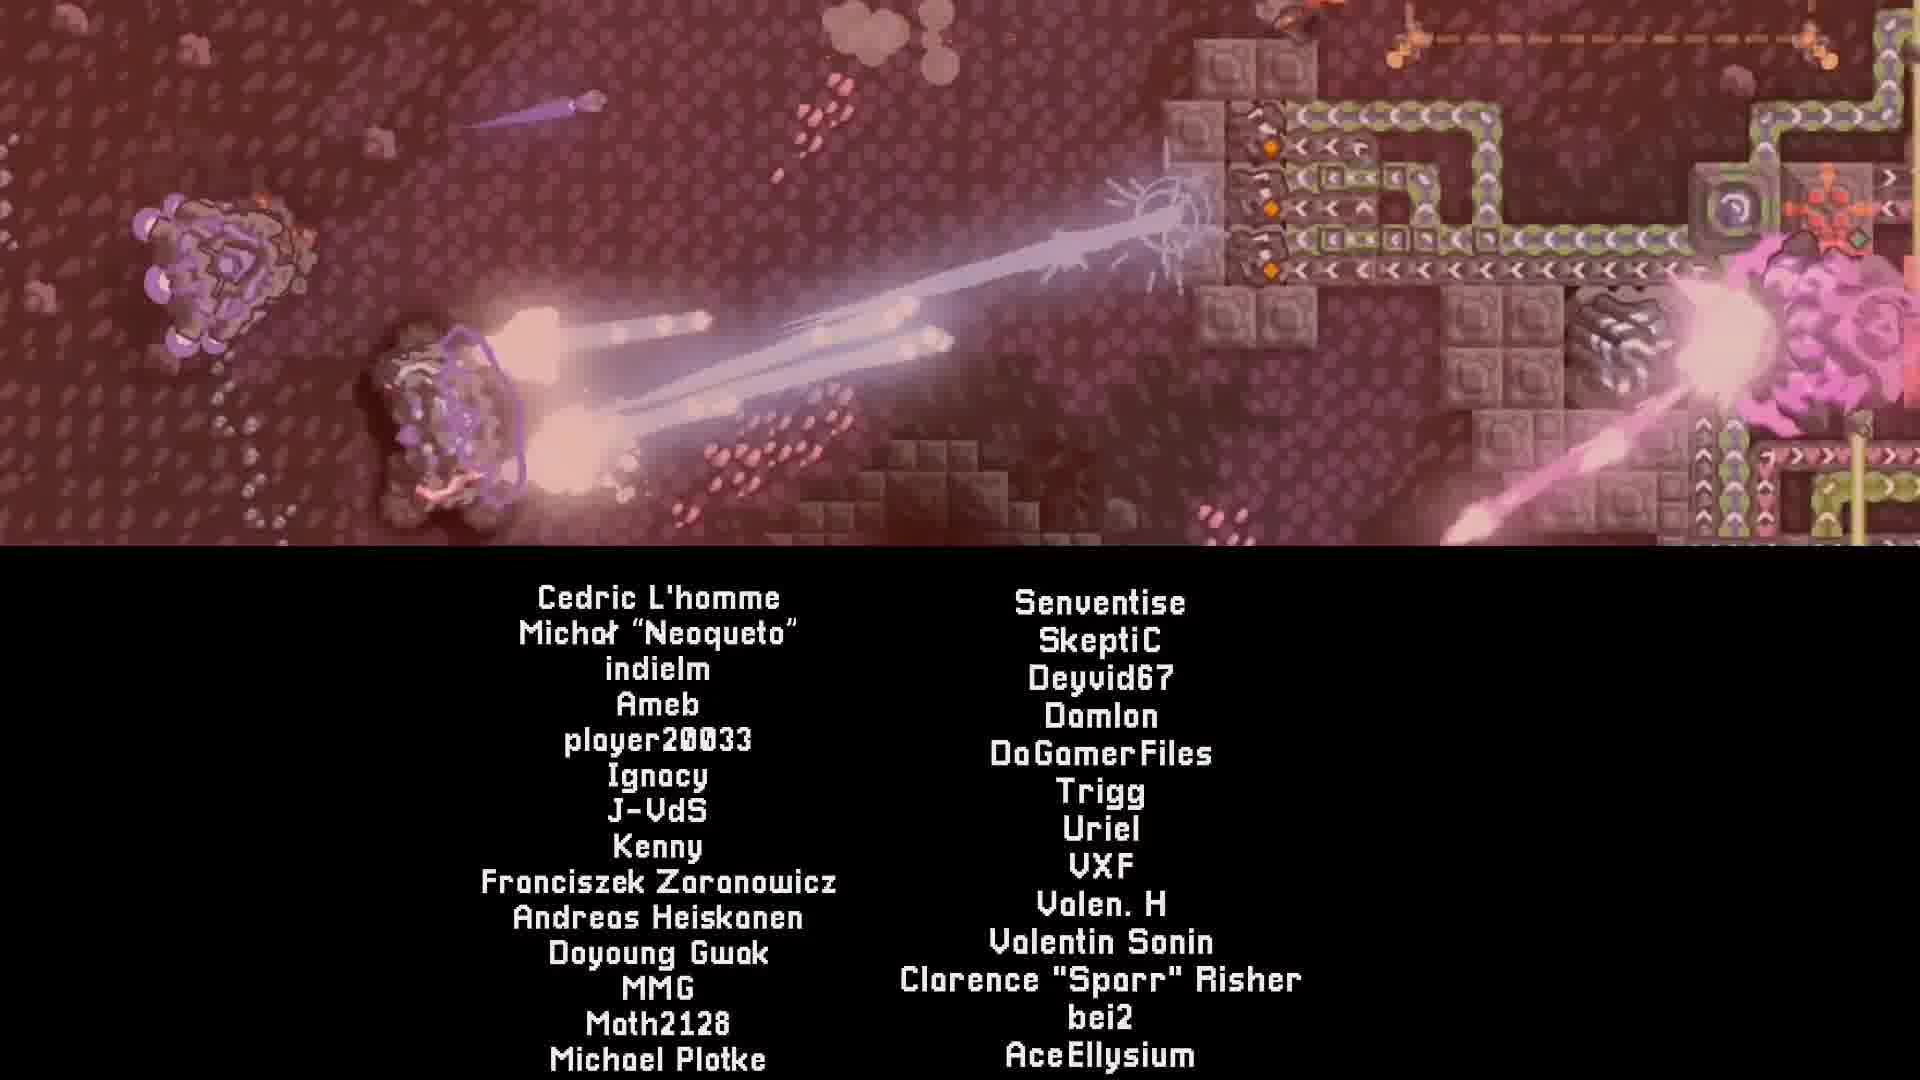 Cedric L'homme
Michał “Neoqueto”
indielm
Ameb
player20033
Ignacy
J-VdS
Kenny
Franciszek Zaranowicz
Andreas Heiskanen
Doyoung Gwak
MMG
Math2128
Michael Plotke
Senventise
SkeptiC
Deyvid67
Damlon
DaGamerFiles
Trigg
Uriel
VXF
Valen. H
Valentin Sonin
Clarence "Sparr" Risher
bei2
AceEllysium